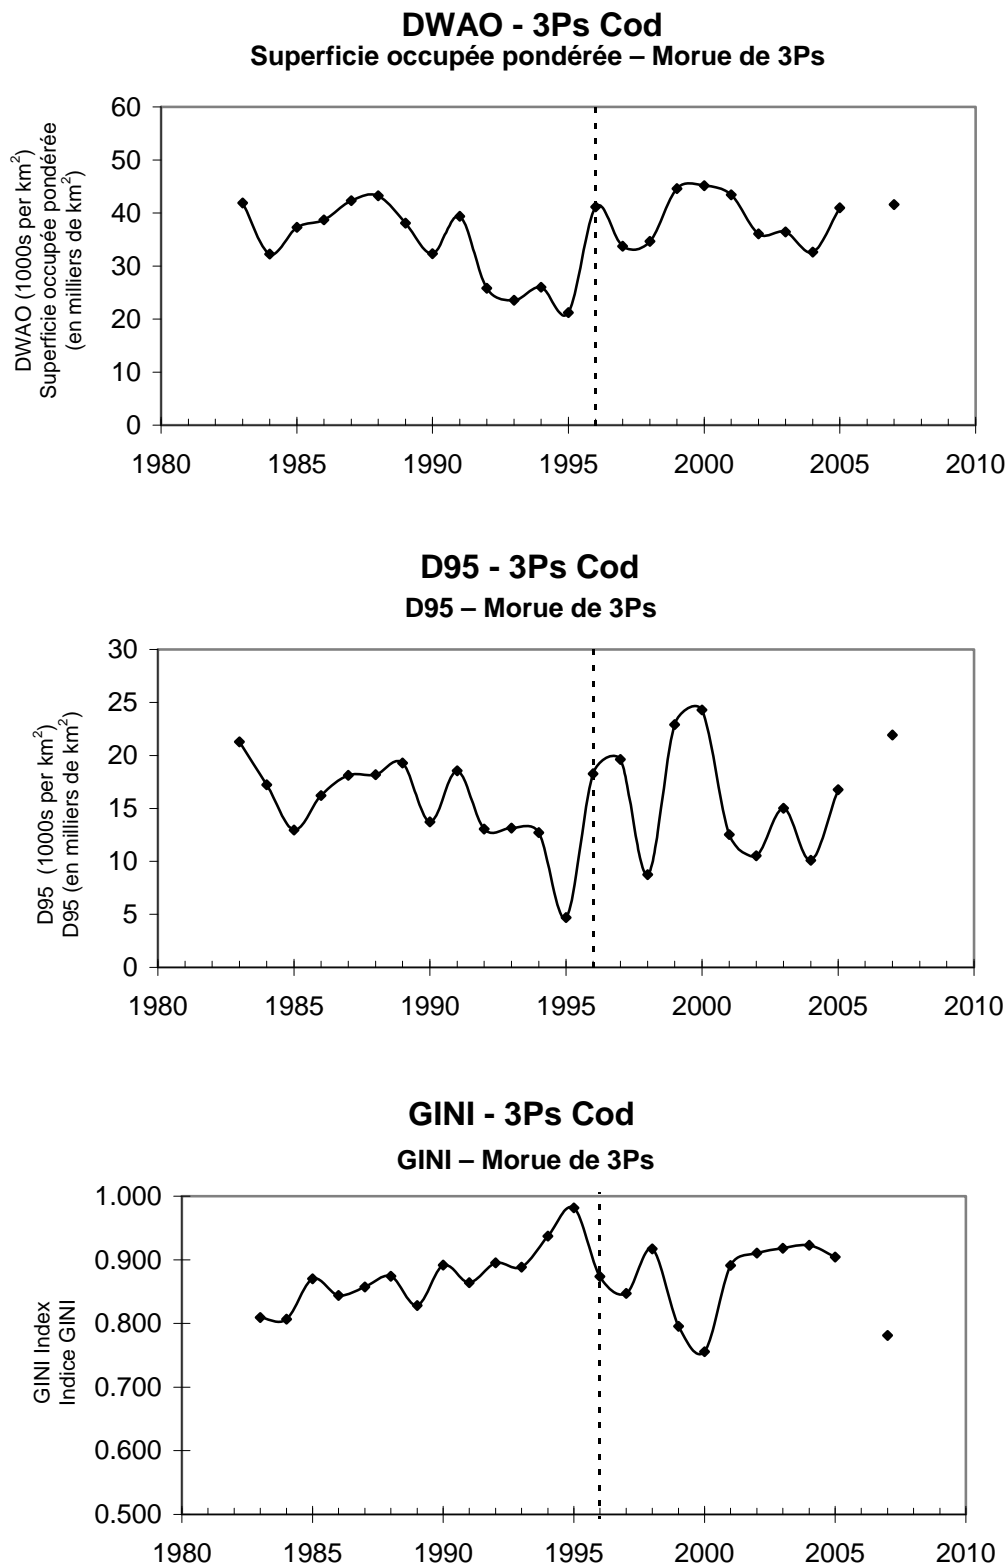 DWAO - 3Ps Cod
Superficie occupée pondérée – Morue de 3Ps
DWAO (1000s per km²)
Superficie occupée pondérée
(en milliers de km²)
60
50
40
30
20
10
0
1980 1985 1990 1995 2000 2005 2010
D95 - 3Ps Cod
D95 – Morue de 3Ps
D95 (1000s per km²)
D95 (en milliers de km²)
30
25
20
15
10
5
0
1980 1985 1990 1995 2000 2005 2010
GINI - 3Ps Cod
GINI – Morue de 3Ps
GINI Index
Indice GINI
1.000
0.900
0.800
0.700
0.600
0.500
1980 1985 1990 1995 2000 2005 2010